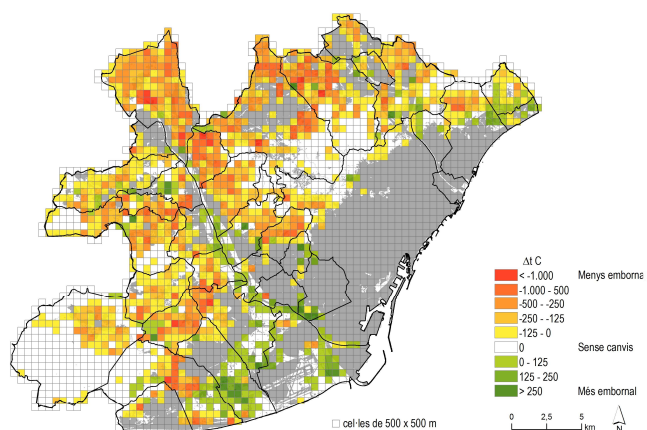 Δt C
< -1.000 Menys emborna
-1.000 - 500
-500 - -250
-250 - -125
-125 - 0
0 Sense canvis
0 - 125
125 - 250
> 250 Més embornal
cel·les de 500 x 500 m
0 2,5 5
km
N